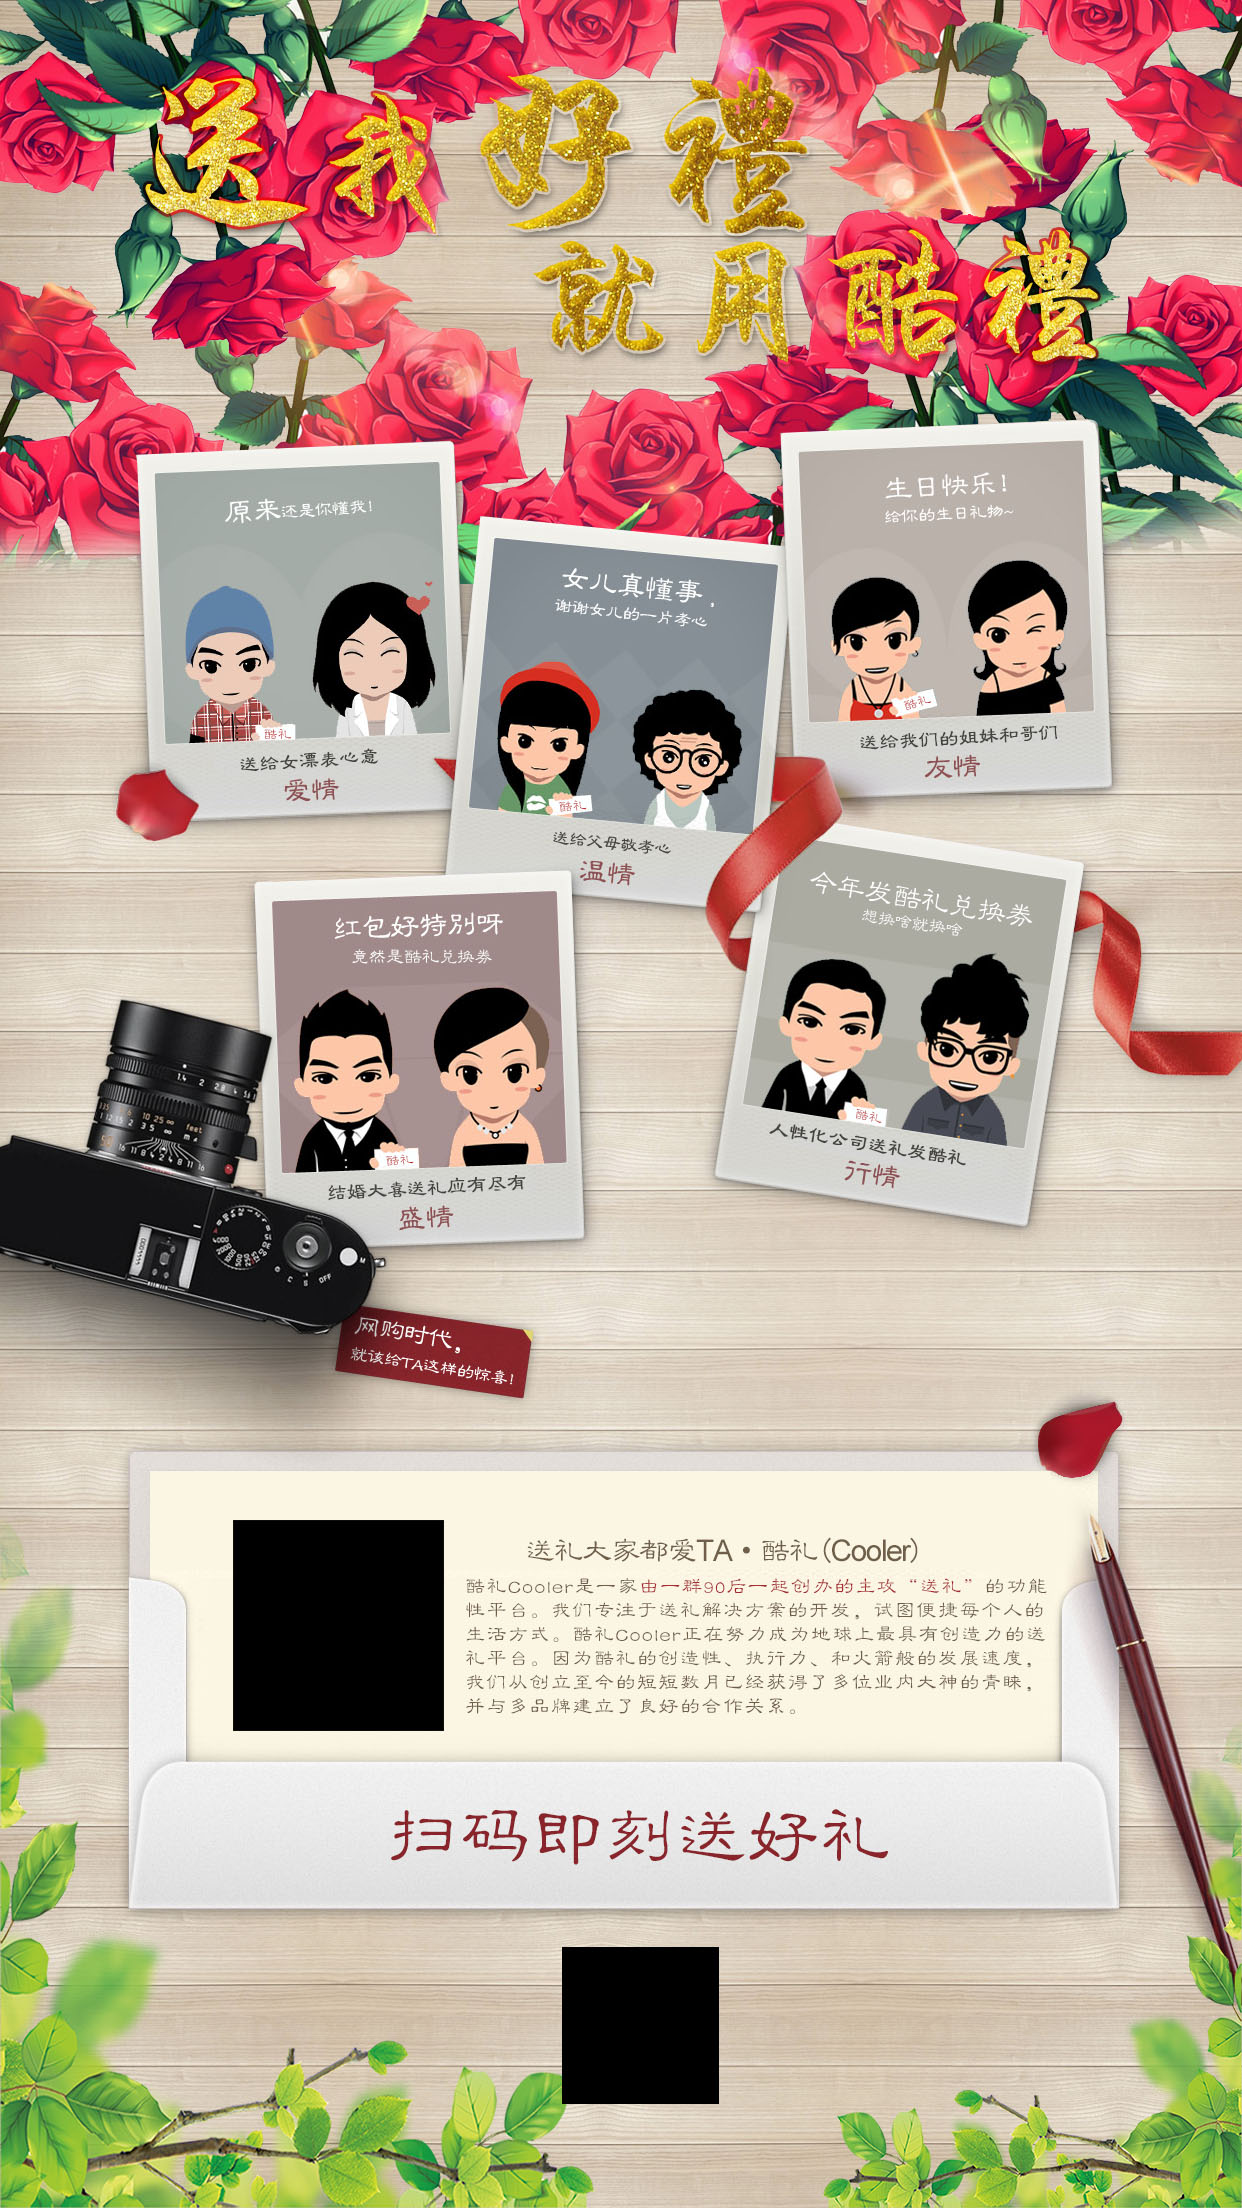 送我好禮
就用酷禮
原来还是你懂我!
酷礼
送给女漂表心意
爱情
女儿真懂事，
谢谢女儿的一片孝心
酷礼
送给父母敬孝心
温情
生日快乐!
给你的生日礼物~
酷礼
送给我们的姐妹和哥们
友情
红包好特别呀
竟然是酷礼兑换券
酷礼
结婚大喜送礼应有尽有
盛情
今年发酷礼兑换券
想换啥就换啥
酷礼
人性化公司送礼发酷礼
行情
网购时代，
就该给TA这样的惊喜!
送礼大家都爱TA·酷礼(Cooler)
酷礼Cooler是一家由一群90后一起创办的主攻“送礼”的功能
性平台。我们专注于送礼解决方案的开发，试图便捷每个人的
生活方式。酷礼Cooler正在努力成为地球上最具有创造力的送
礼平台。因为酷礼的创造性、执行力、和火箭般的发展速度，
我们从创立至今的短短数月已经获得了多位业内大神的青睐，
并与多品牌建立了良好的合作关系。
扫码即刻送好礼